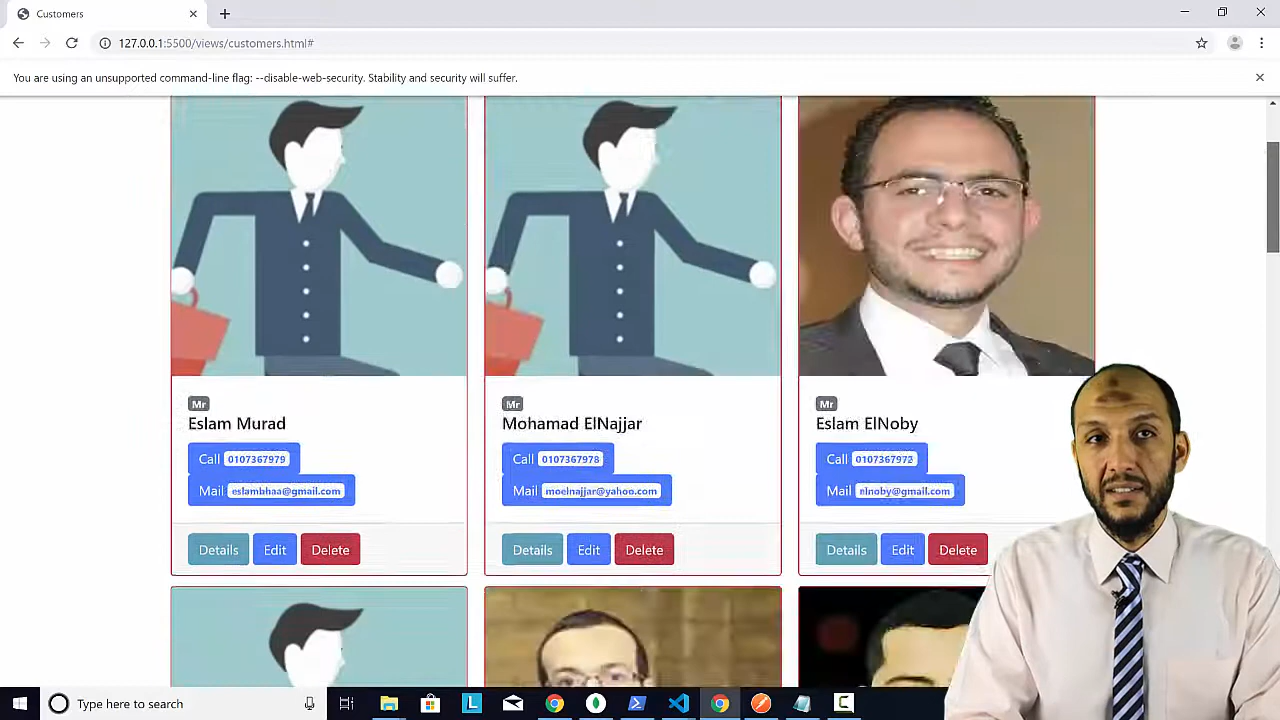 Customers
127.0.0.1:5500/views/customers.html#
You are using an unsupported command-line flag: --disable-web-security. Stability and security will suffer.
Mr Mr Mr
Eslam Murad Mohamad ElNajjar Eslam ElNoby
Call 0107367979 Call 0107367978 Call 0107367972
Mail eslambhaa@gmail.com Mail moelnajjar@yahoo.com Mail elnoby@gmail.com
Details Edit Delete Details Edit Delete Details Edit Delete
Type here to search